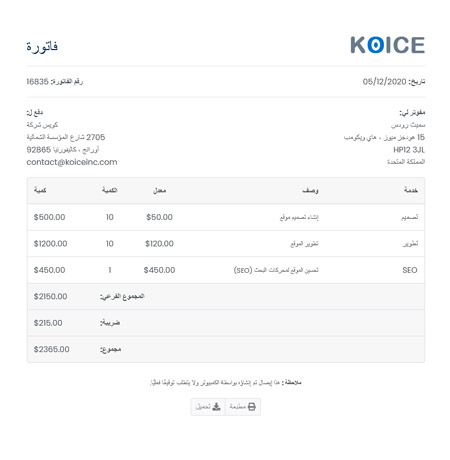 KOICE
فاتورة
تاريخ: 05/12/2020
رقم الفاتورة: 16835
مفوتر لي:
سميث رودس
15 هودجز ميوز ، هاي ويكومب
HP12 3JL
المملكة المتحدة
دفع ل:
كويس شركة
2705 شارع المؤسسة الشمالية
أورانج ، كاليفورنيا 92865
contact@koiceinc.com
خدمة وصف معدل الكمية كمية
تصميم إنشاء تصميم موقع $50.00 10 $500.00
تطوير تطوير الموقع $120.00 10 $1200.00
SEO تحسين الموقع لمحركات البحث (SEO) $450.00 1 $450.00
المجموع الفرعي: $2150.00
ضريبة: $215.00
مجموع: $2365.00
ملاحظة : هذا إيصال تم إنشاؤه بواسطة الكمبيوتر ولا يتطلب توقيعًا فعليًا.
مطبعة تحميل